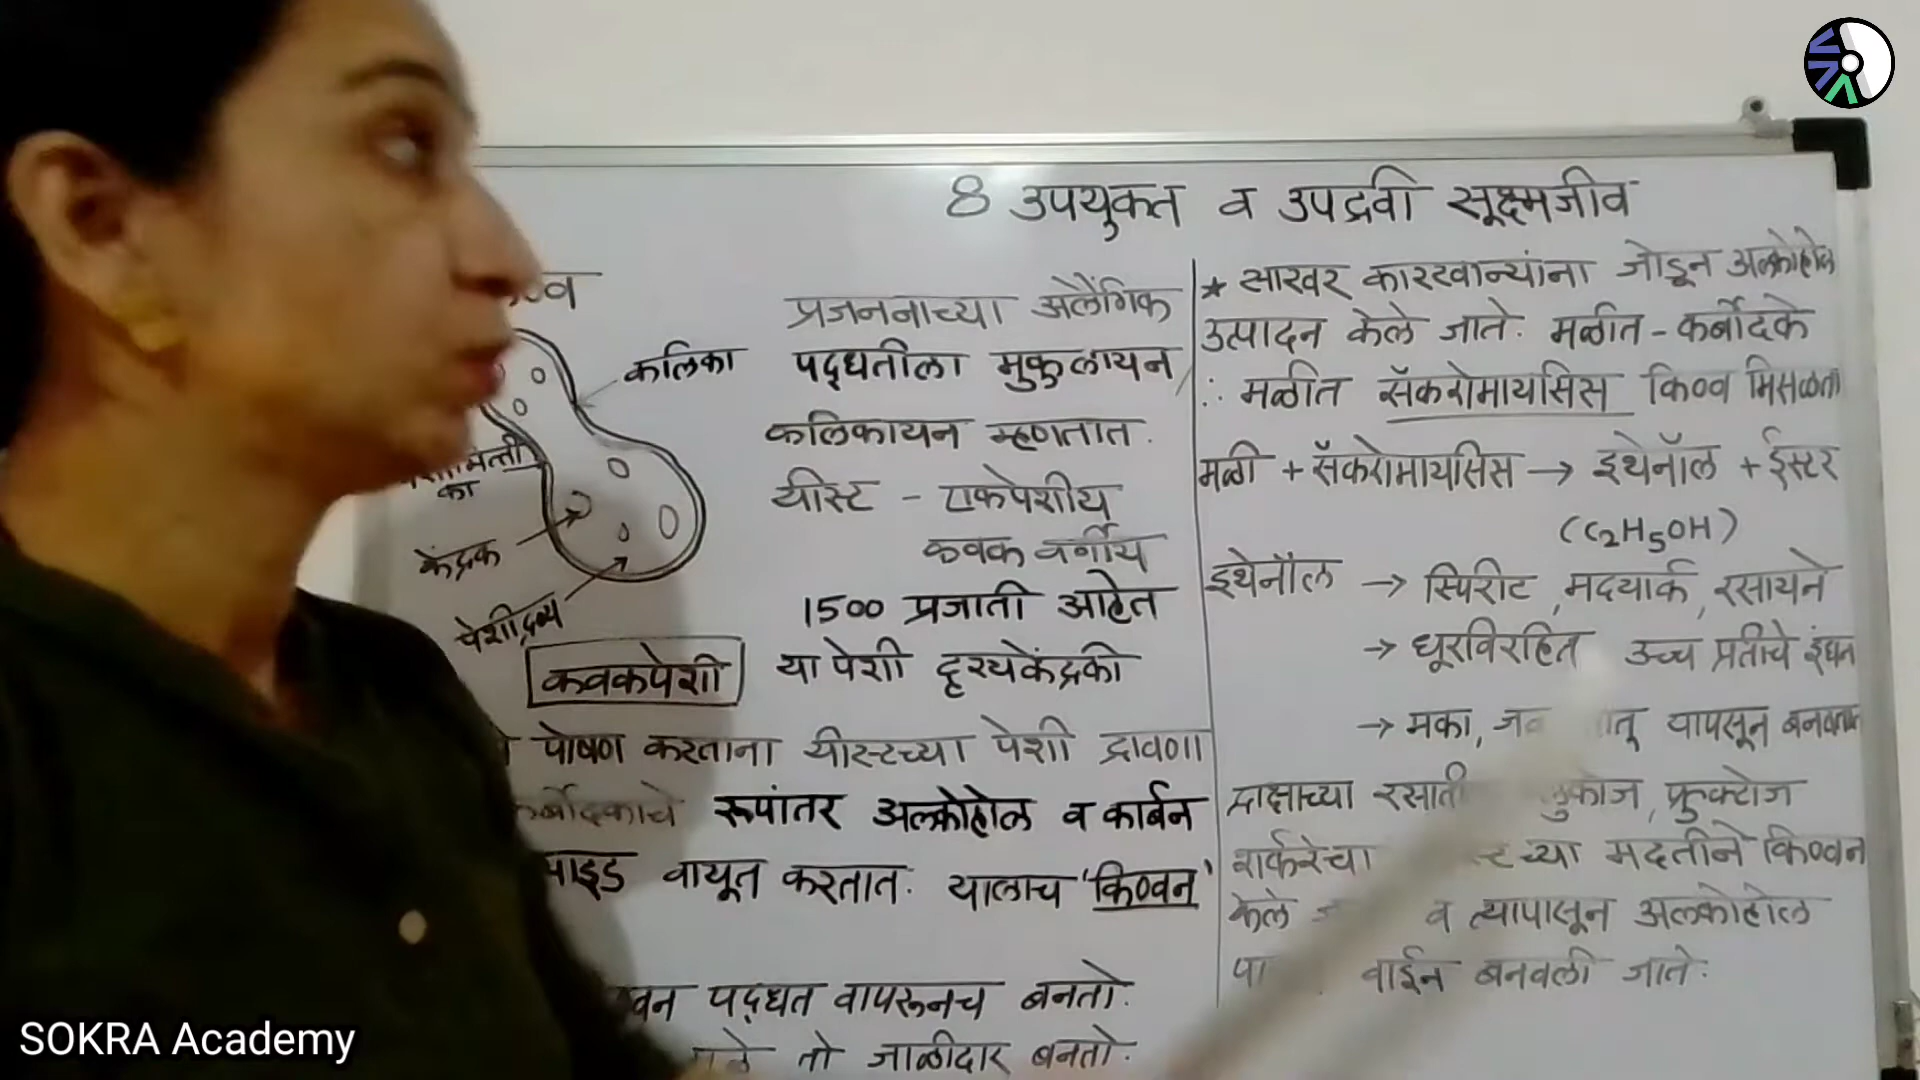 8 उपयुक्त व उपद्रवी सूक्ष्मजीव
कलिका
का
केंद्रक
पेशीद्रव्य
कवकपेशी
प्रजननाच्या अलैंगिक
पद्धतीला मुकुलायन
कलिकायन म्हणतात.
यीस्ट - एकपेशीय
कवक वर्गीय
1500 प्रजाती आहेत
या पेशी दृश्यकेंद्रकी
पोषण करताना यीस्टच्या पेशी द्रावणा
रूपांतर अल्कोहोल व कार्बन
वायूत करतात. यालाच 'किण्वन'
पद्धत वापरूनच बनतो.
तो जाळीदार बनतो.
* साखर कारखान्यांना जोडून अल्कोहोल
उत्पादन केले जाते. मळीत - कर्बोदके
∴ मळीत सॅकरोमायसिस किण्व मिसळता
मळी + सॅकरोमायसिस → इथेनॉल + ईस्टर
(C₂H₅OH)
इथेनॉल → स्पिरीट, मदयार्क, रसायने
→ धूरविरहित उच्च प्रतीचे इंधन
→ मका, यापसून बनवतात
द्राक्षाच्या फ्रुक्टोज
शर्करेचा च्या मदतीने किण्वन
केले व त्यापासून अल्कोहोल
वाईन बनवली जाते.
SOKRA Academy